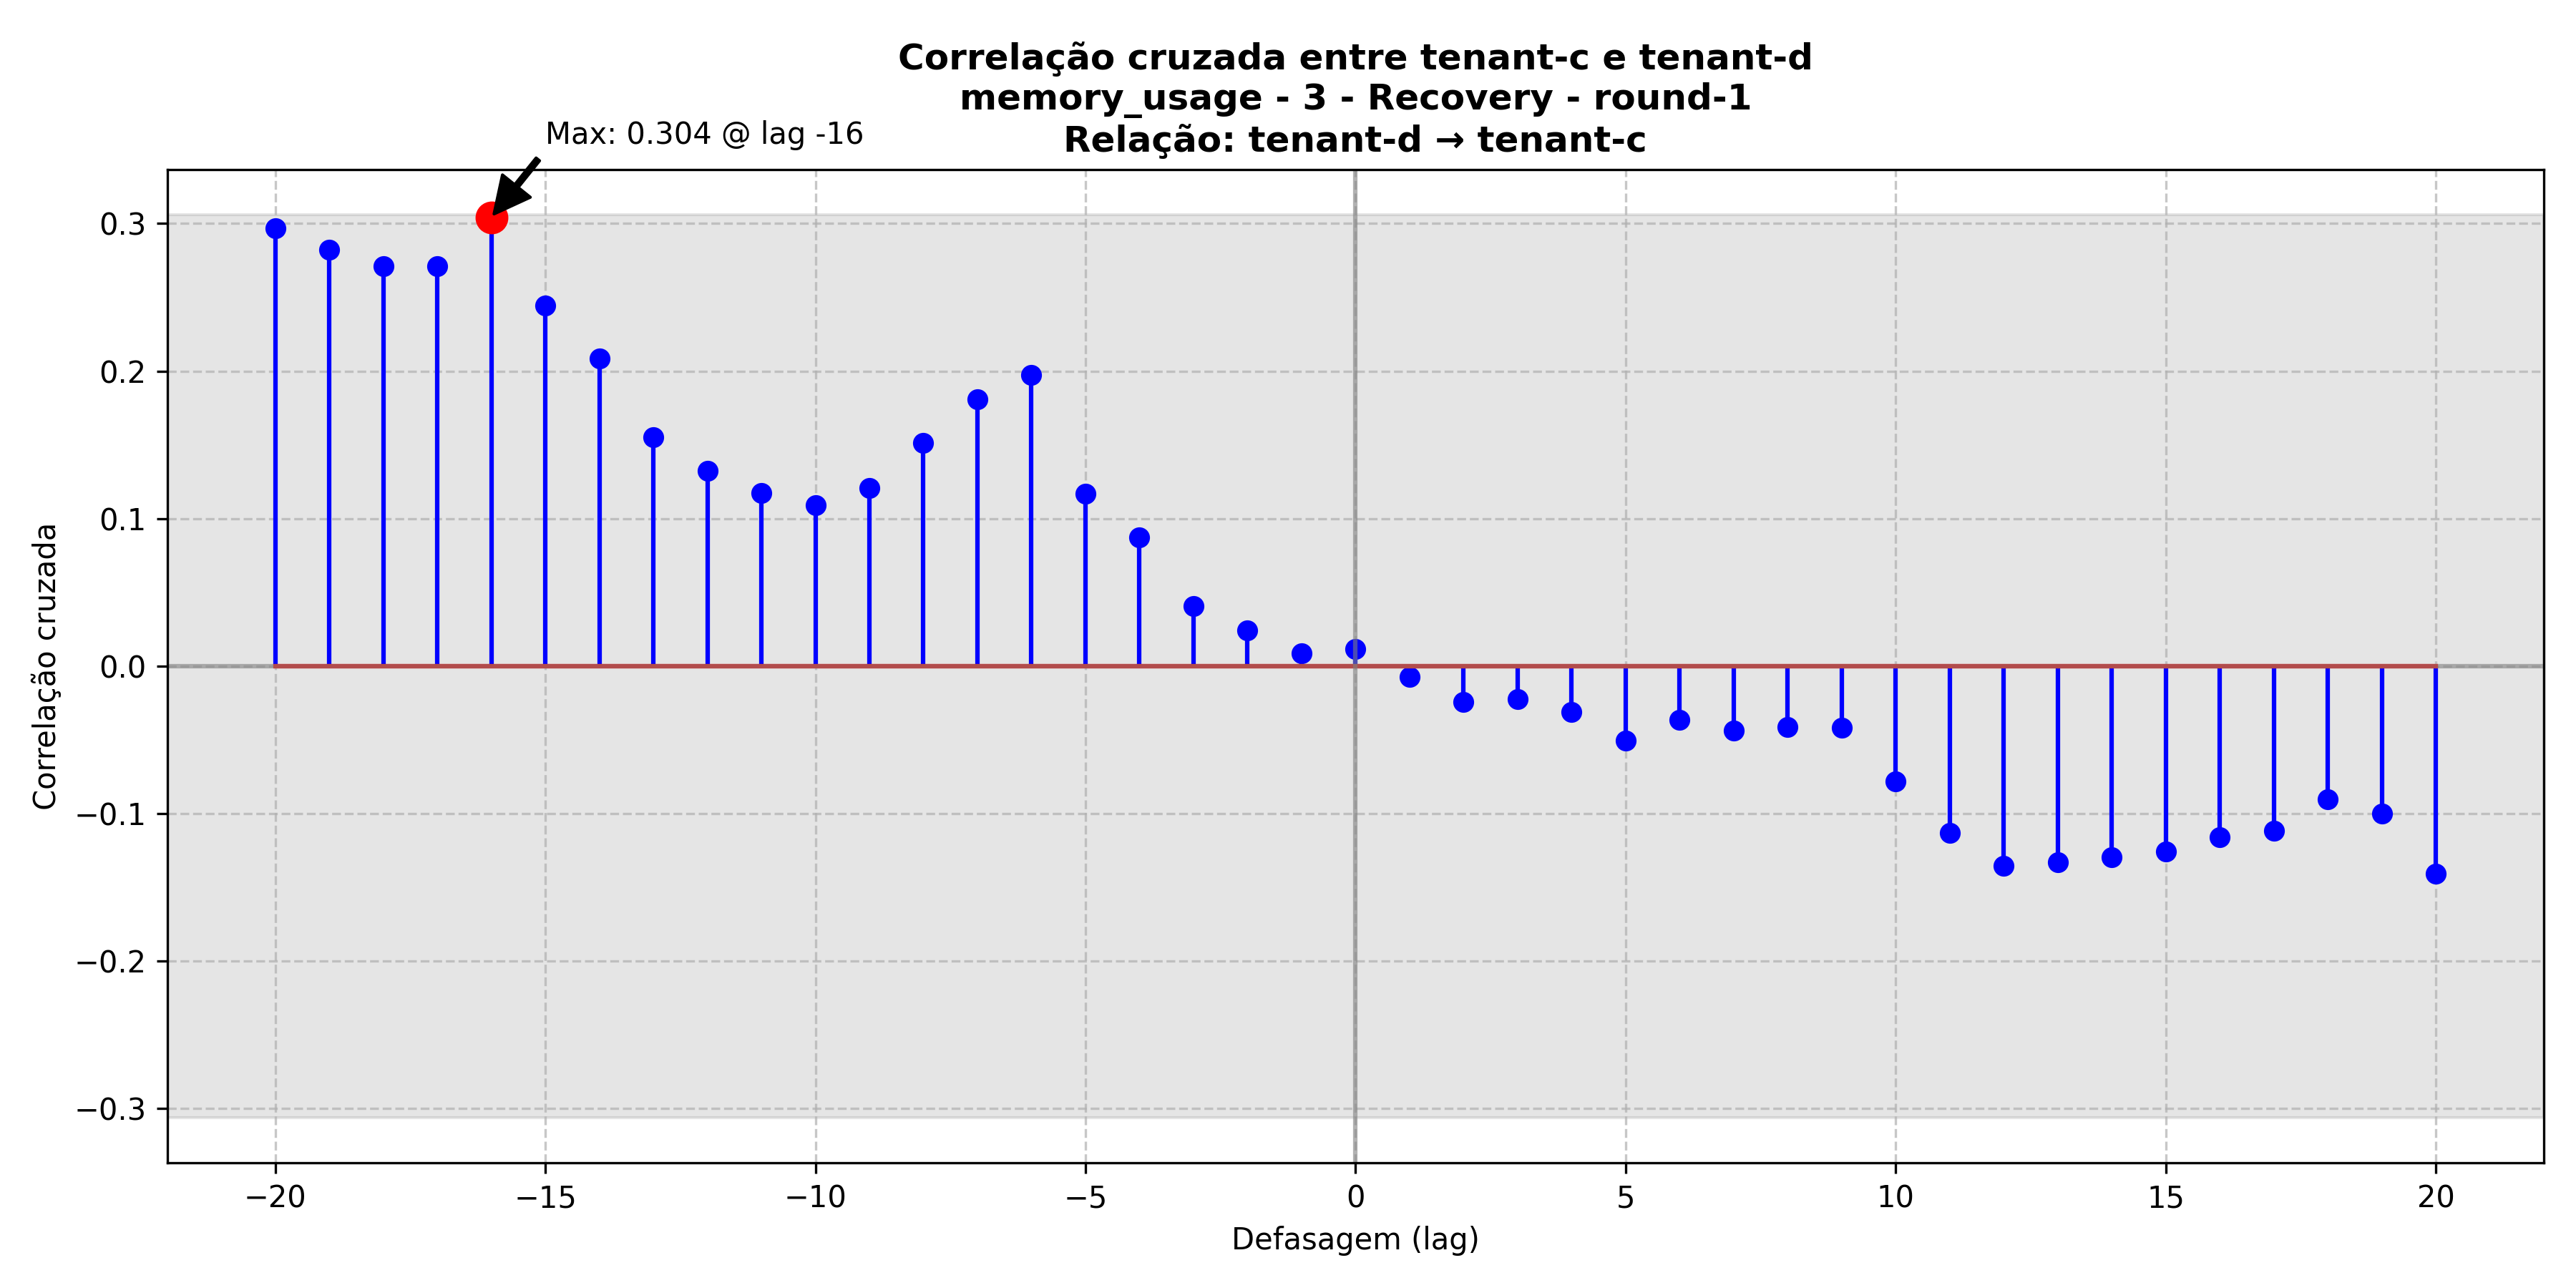 Correlação cruzada entre tenant-c e tenant-d
memory_usage - 3 - Recovery - round-1
Relação: tenant-d → tenant-c
Max: 0.304 @ lag -16
Correlação cruzada
0.3
0.2
0.1
0.0
−0.1
−0.2
−0.3
−20
−15
−10
−5
0
5
10
15
20
Defasagem (lag)